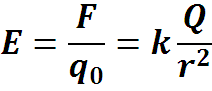 E = F/q₀ = k Q/r²